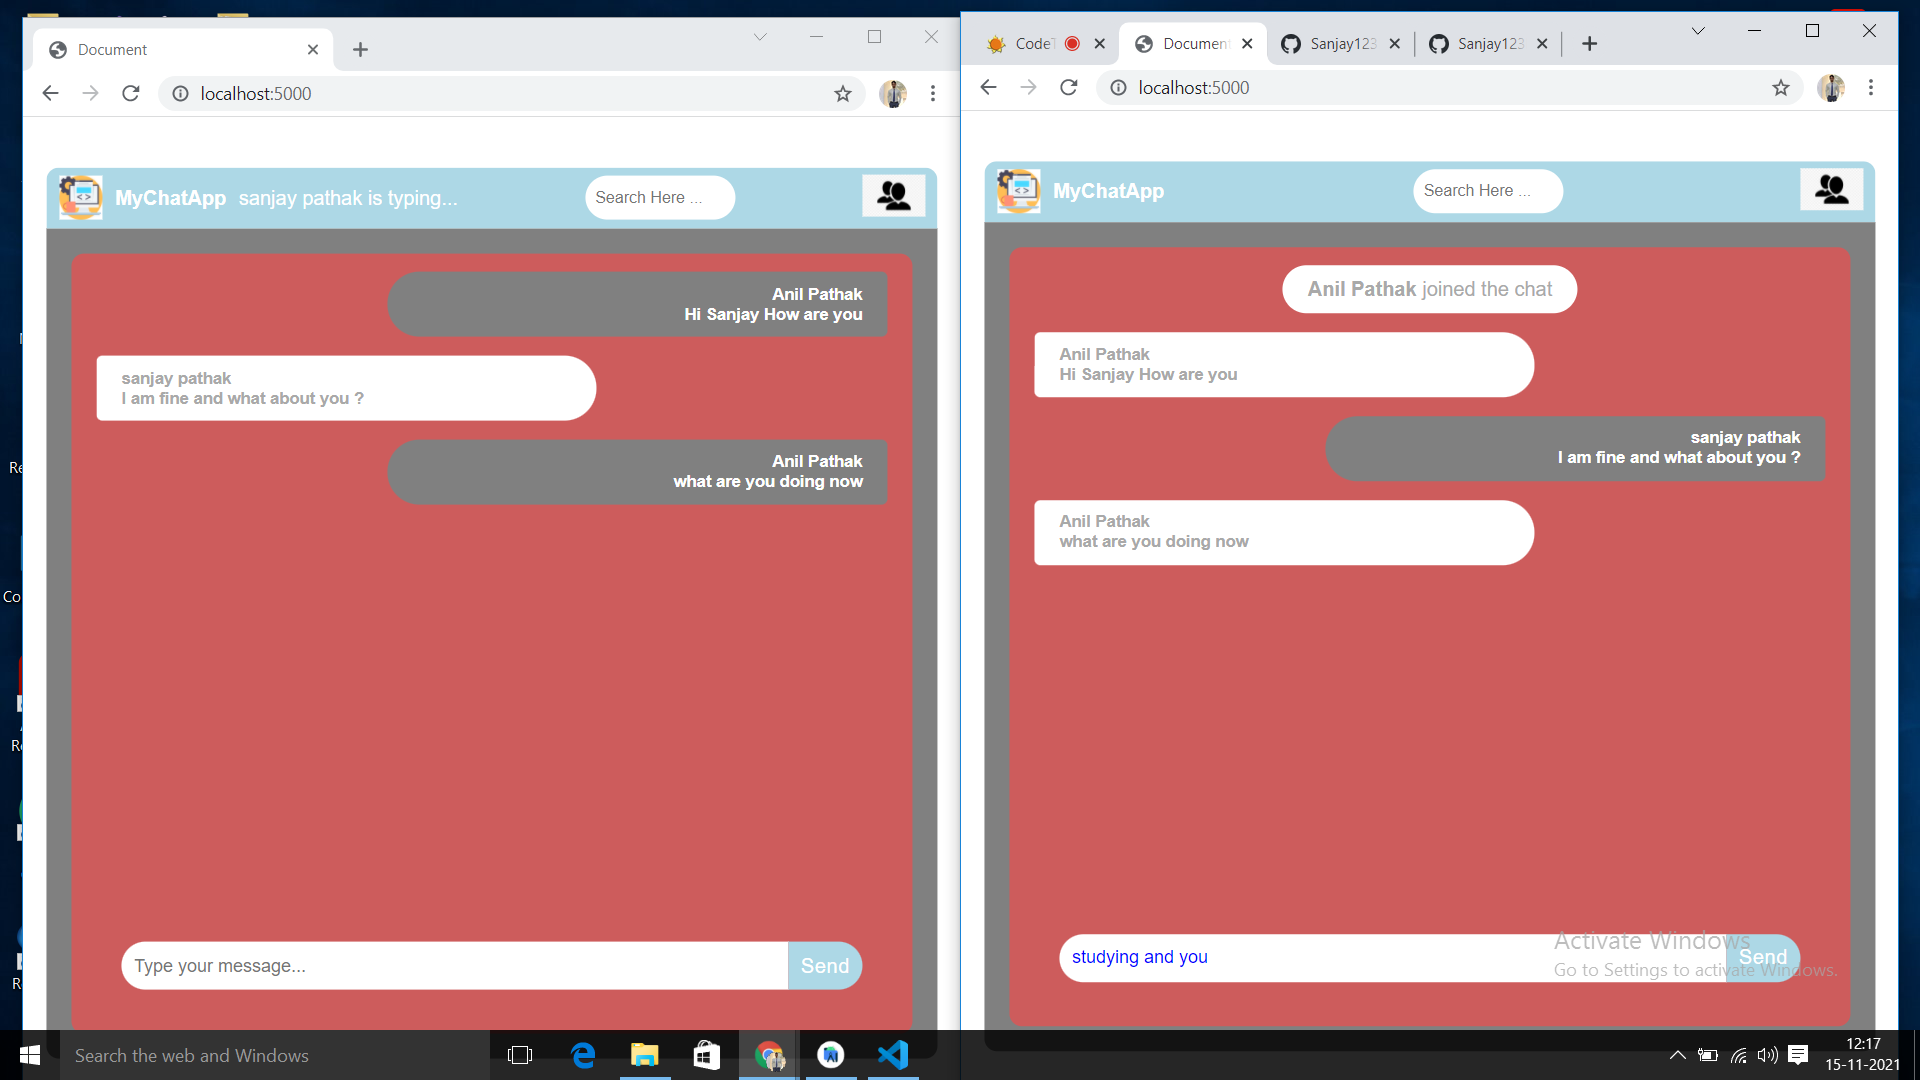 Document
localhost:5000
MyChatApp sanjay pathak is typing...
Search Here ...
Anil Pathak
Hi Sanjay How are you
sanjay pathak
I am fine and what about you ?
Anil Pathak
what are you doing now
Type your message...
Send
Document
Sanjay123
Sanjay123
localhost:5000
MyChatApp
Search Here ...
Anil Pathak joined the chat
Anil Pathak
Hi Sanjay How are you
sanjay pathak
I am fine and what about you ?
Anil Pathak
what are you doing now
studying and you
Send
Activate Windows
Go to Settings to activate Windows.
Re
Co
Re
R
Search the web and Windows
12:17
15-11-2021